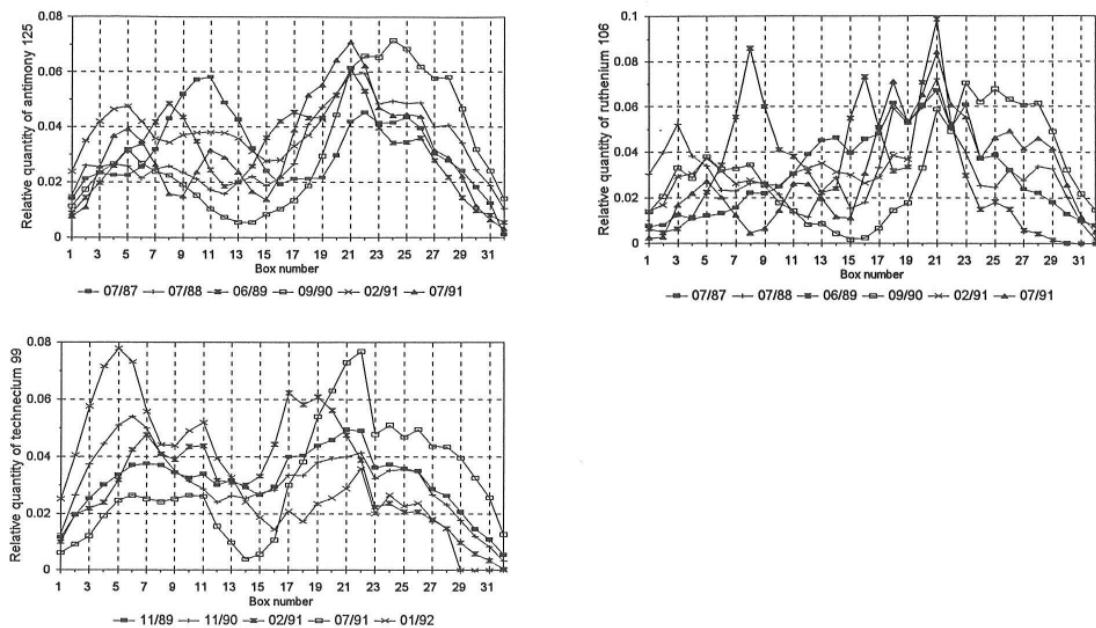 Relative quantity of antimony 125
0.08
0.06
0.04
0.02
0
1 3 5 7 9 11 13 15 17 19 21 23 25 27 29 31
Box number
07/87 07/88 06/89 09/90 02/91 07/91
Relative quantity of ruthenium 106
0.1
0.08
0.06
0.04
0.02
0
1 3 5 7 9 11 13 15 17 19 21 23 25 27 29 31
Box number
07/87 07/88 06/89 09/90 02/91 07/91
Relative quantity of technecium 99
0.08
0.06
0.04
0.02
0
1 3 5 7 9 11 13 15 17 19 21 23 25 27 29 31
Box number
11/89 11/90 02/91 07/91 01/92